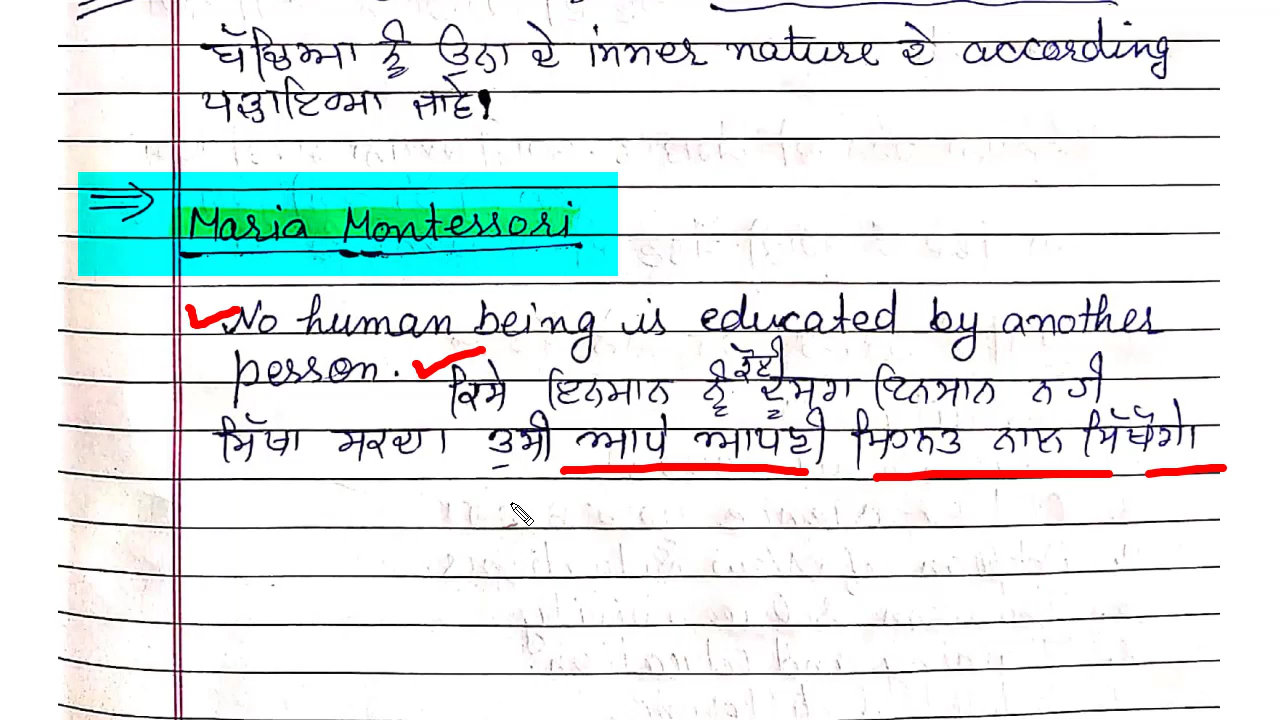 ਬੱਚਿਆ ਨੂੰ ਉਨਾ ਦੇ inner nature ਦੇ according
ਪੜਾਇਆ ਜਾਵੇ।
⇒ Maria Montessori
No human being is educated by another
person.
ਕਿਸੇ ਇਨਸਾਨ ਨੂੰ ਕੋਈ ਦੂਸਰਾ ਇਨਸਾਨ ਨਹੀ
ਸਿੱਖਾ ਸਕਦਾ। ਤੁਸੀ ਆਪੇ ਆਪਣੀ ਮਿਹਨਤ ਨਾਲ ਸਿੱਖੋਗੇ।